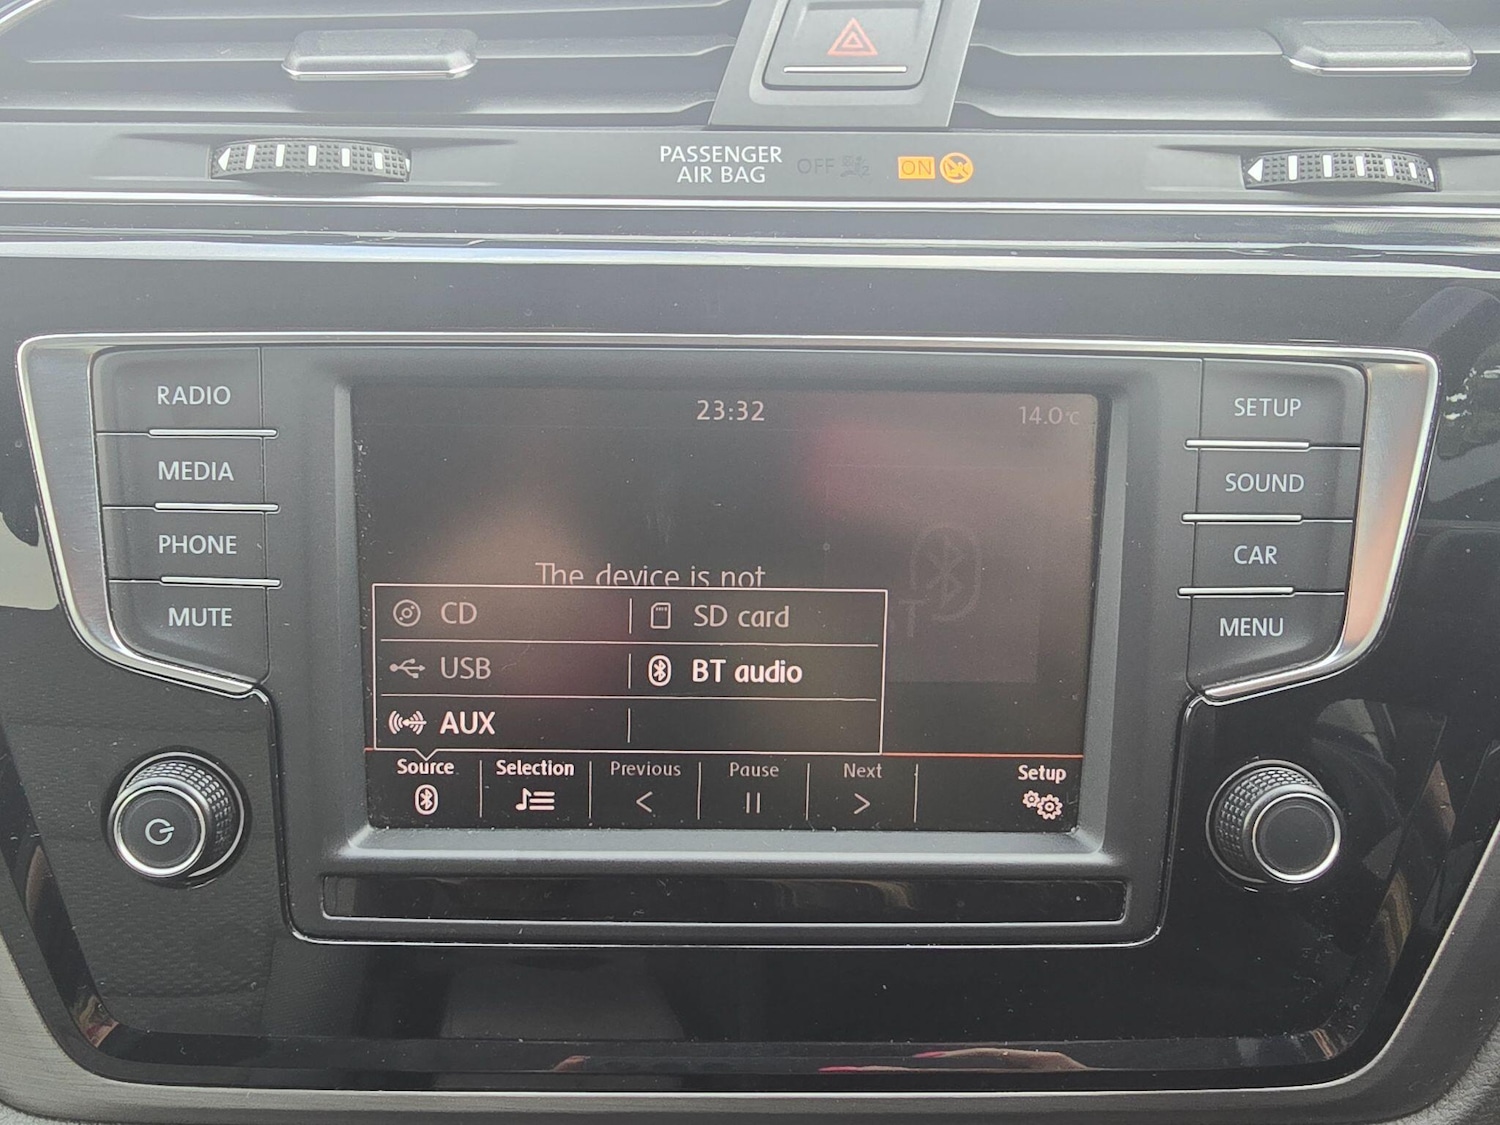 PASSENGER
AIR BAG
OFF
ON
RADIO
MEDIA
PHONE
MUTE
23:32
14.0°C
The device is not
CD
SD card
USB
BT audio
AUX
Source
Selection
Previous
Pause
Next
Setup
SETUP
SOUND
CAR
MENU